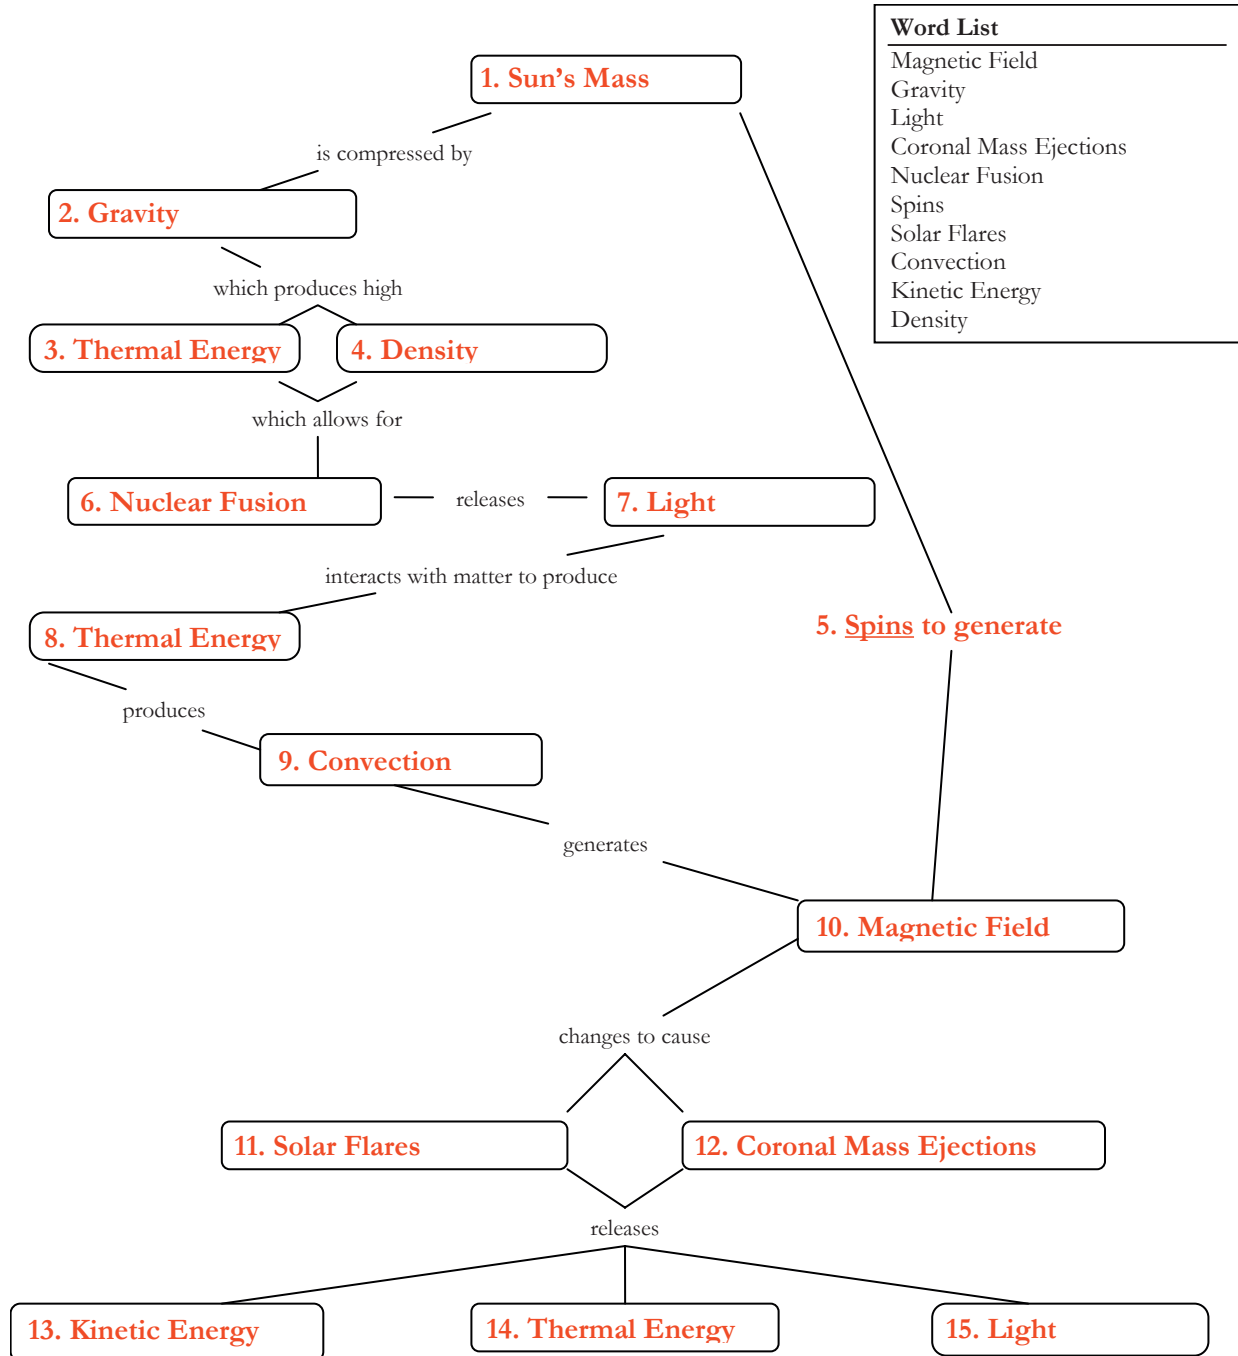 Word List
Magnetic Field
Gravity
Light
Coronal Mass Ejections
Nuclear Fusion
Spins
Solar Flares
Convection
Kinetic Energy
Density
1. Sun’s Mass
is compressed by
2. Gravity
which produces high
3. Thermal Energy
4. Density
which allows for
6. Nuclear Fusion
releases
7. Light
interacts with matter to produce
8. Thermal Energy
5. Spins to generate
produces
9. Convection
generates
10. Magnetic Field
changes to cause
11. Solar Flares
12. Coronal Mass Ejections
releases
13. Kinetic Energy
14. Thermal Energy
15. Light